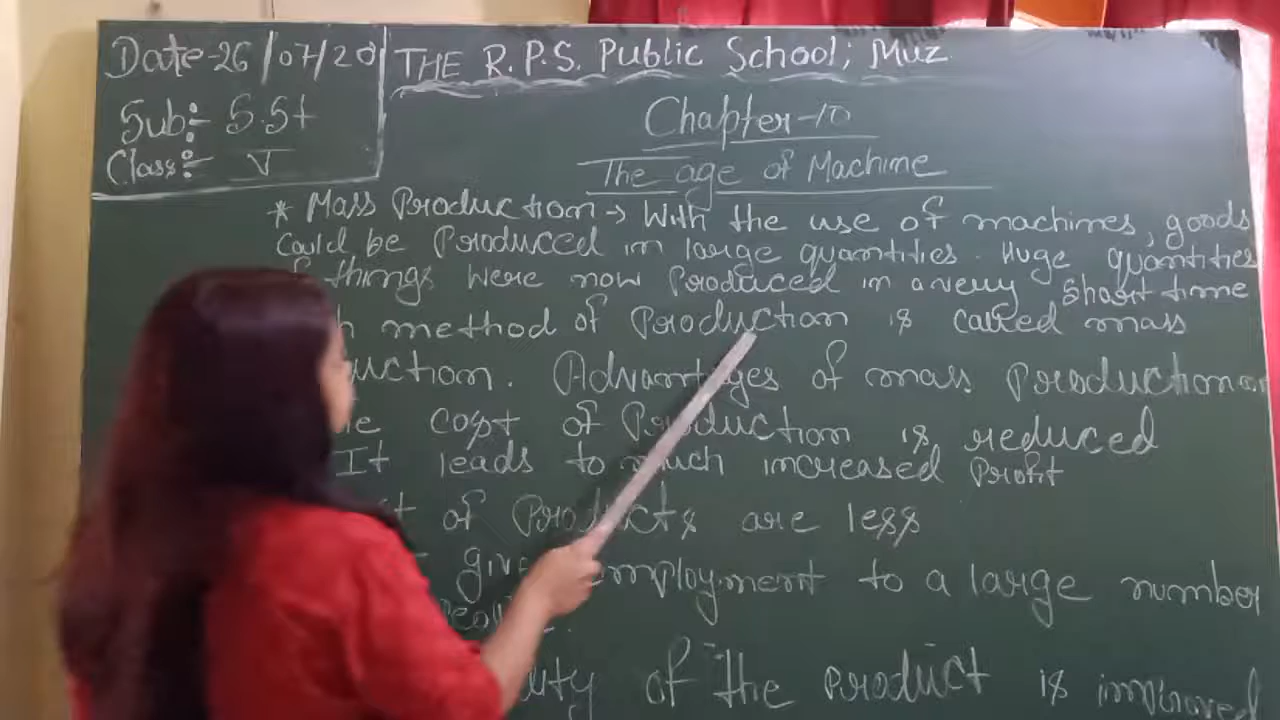 Date-26/07/20
Sub:- S.St
Class:- V
THE R.P.S. Public School; Muz
Chapter-10
The age of Machine
* Mass Production → With the use of machines, goods
Could be Produced in large quantities. Huge quantities
of things were now Produced in a very short time
method of Production is called mass
Advantages of mass Production
cost of Production is reduced
It leads to much increased Profit
of Products are less
employment to a large number
of the Product is improved